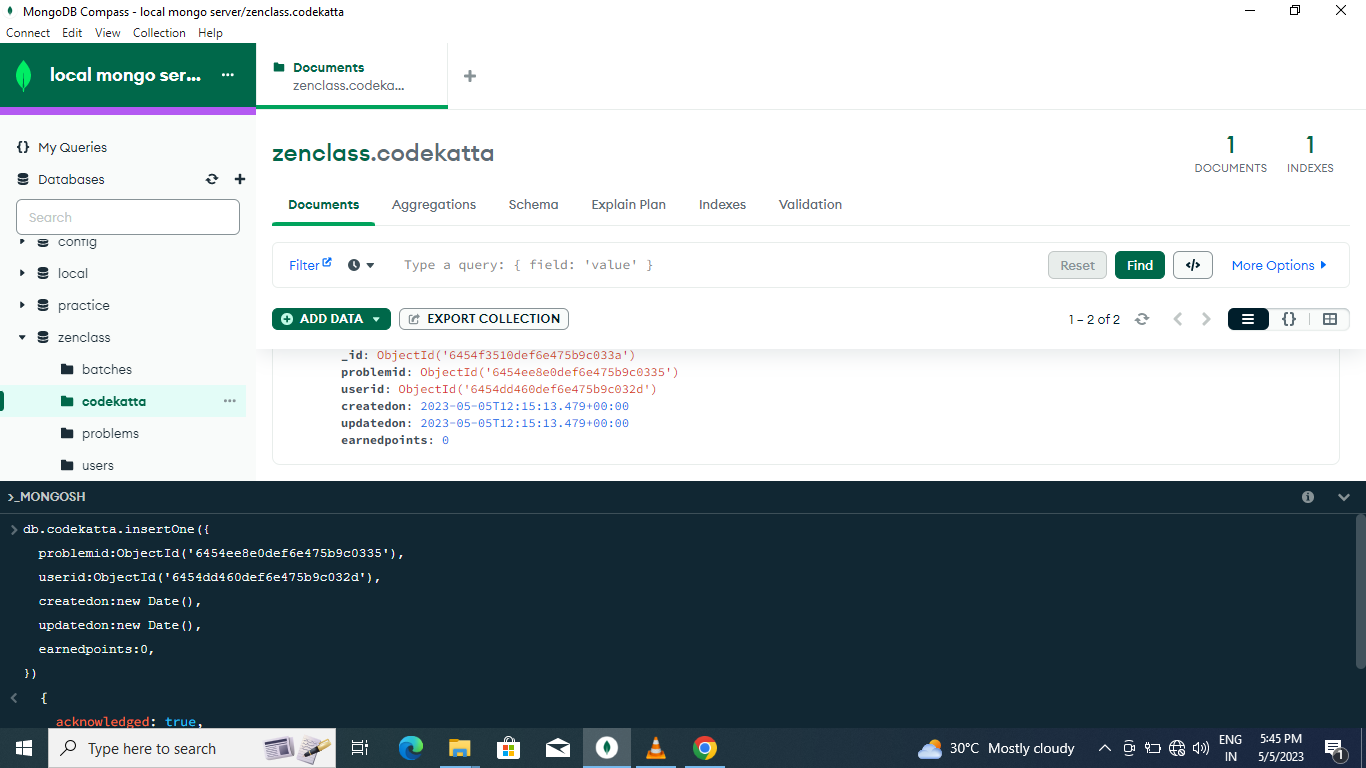 MongoDB Compass - local mongo server/zenclass.codekatta
Connect Edit View Collection Help
local mongo ser... ...
Documents
zenclass.codeka...
+
My Queries
Databases
Search
config
local
practice
zenclass
batches
codekatta ...
problems
users
zenclass.codekatta
1
DOCUMENTS
1
INDEXES
Documents Aggregations Schema Explain Plan Indexes Validation
Filter Type a query: { field: 'value' } Reset Find </> More Options
ADD DATA EXPORT COLLECTION 1 – 2 of 2 {}
_id: ObjectId('6454f3510def6e475b9c033a')
problemid: ObjectId('6454ee8e0def6e475b9c0335')
userid: ObjectId('6454dd460def6e475b9c032d')
createdon: 2023-05-05T12:15:13.479+00:00
updatedon: 2023-05-05T12:15:13.479+00:00
earnedpoints: 0
>_MONGOSH
> db.codekatta.insertOne({
problemid:ObjectId('6454ee8e0def6e475b9c0335'),
userid:ObjectId('6454dd460def6e475b9c032d'),
createdon:new Date(),
updatedon:new Date(),
earnedpoints:0,
})
< {
acknowledged: true,
Type here to search
30°C Mostly cloudy
ENG
IN
5:45 PM
5/5/2023
1